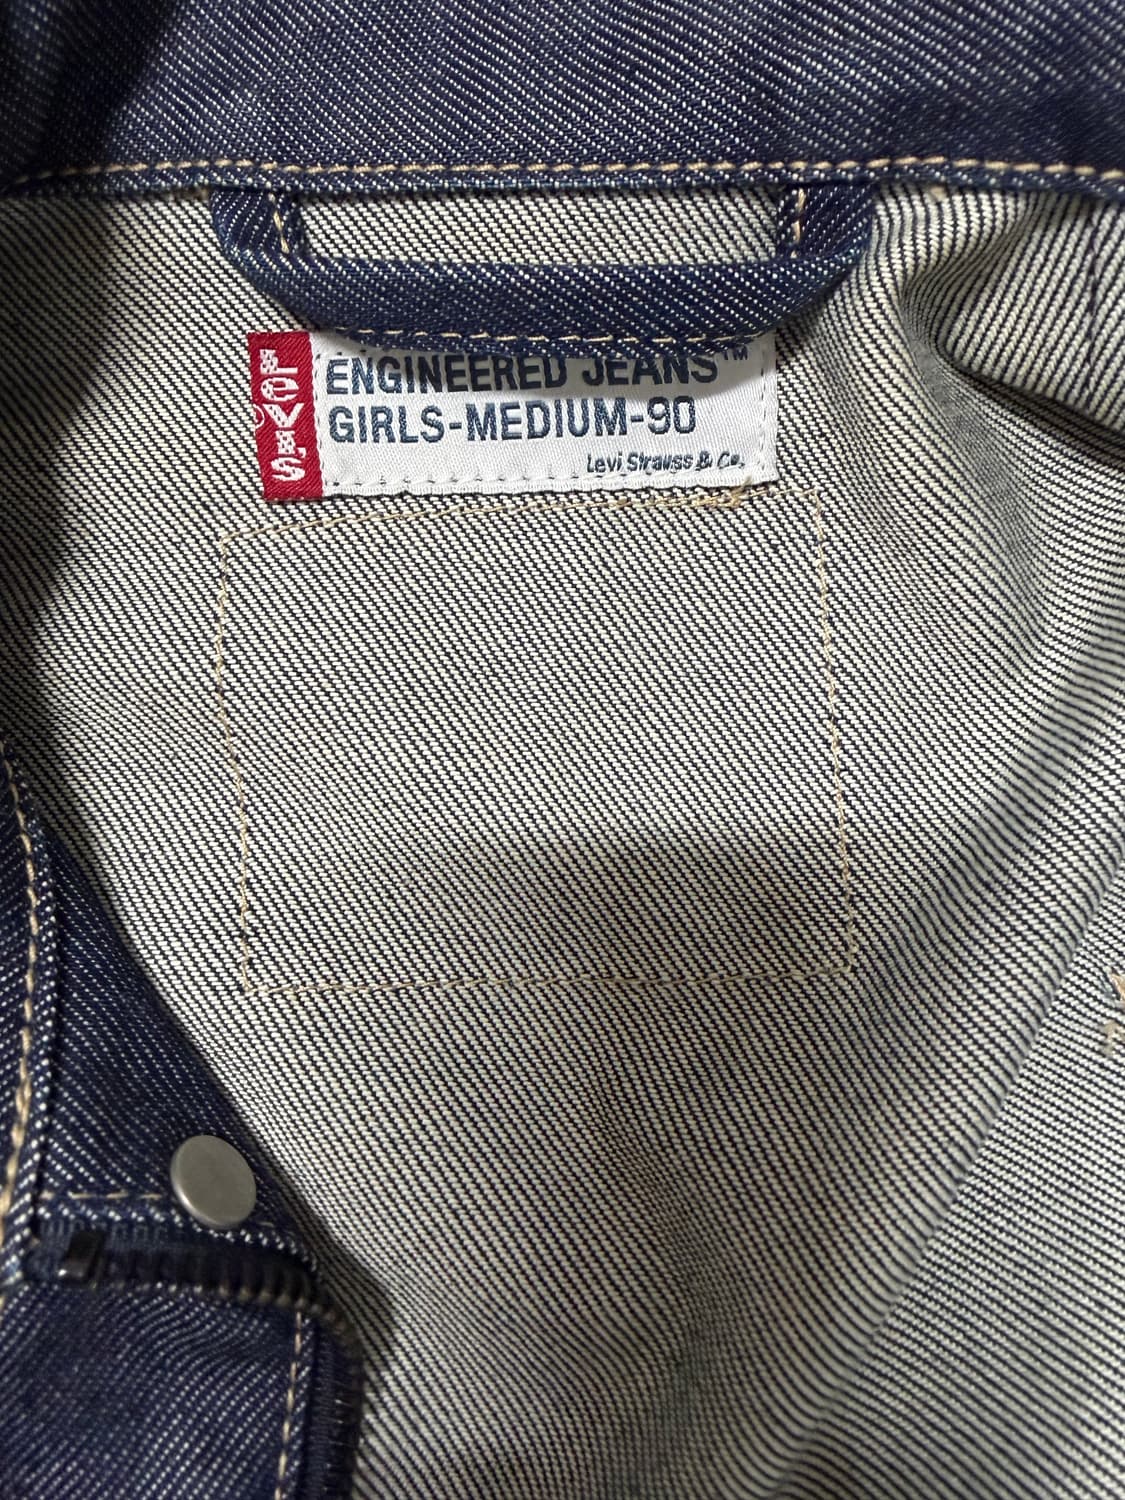 LEVI'S®
ENGINEERED JEANS™
GIRLS-MEDIUM-90
Levi Strauss & Co.